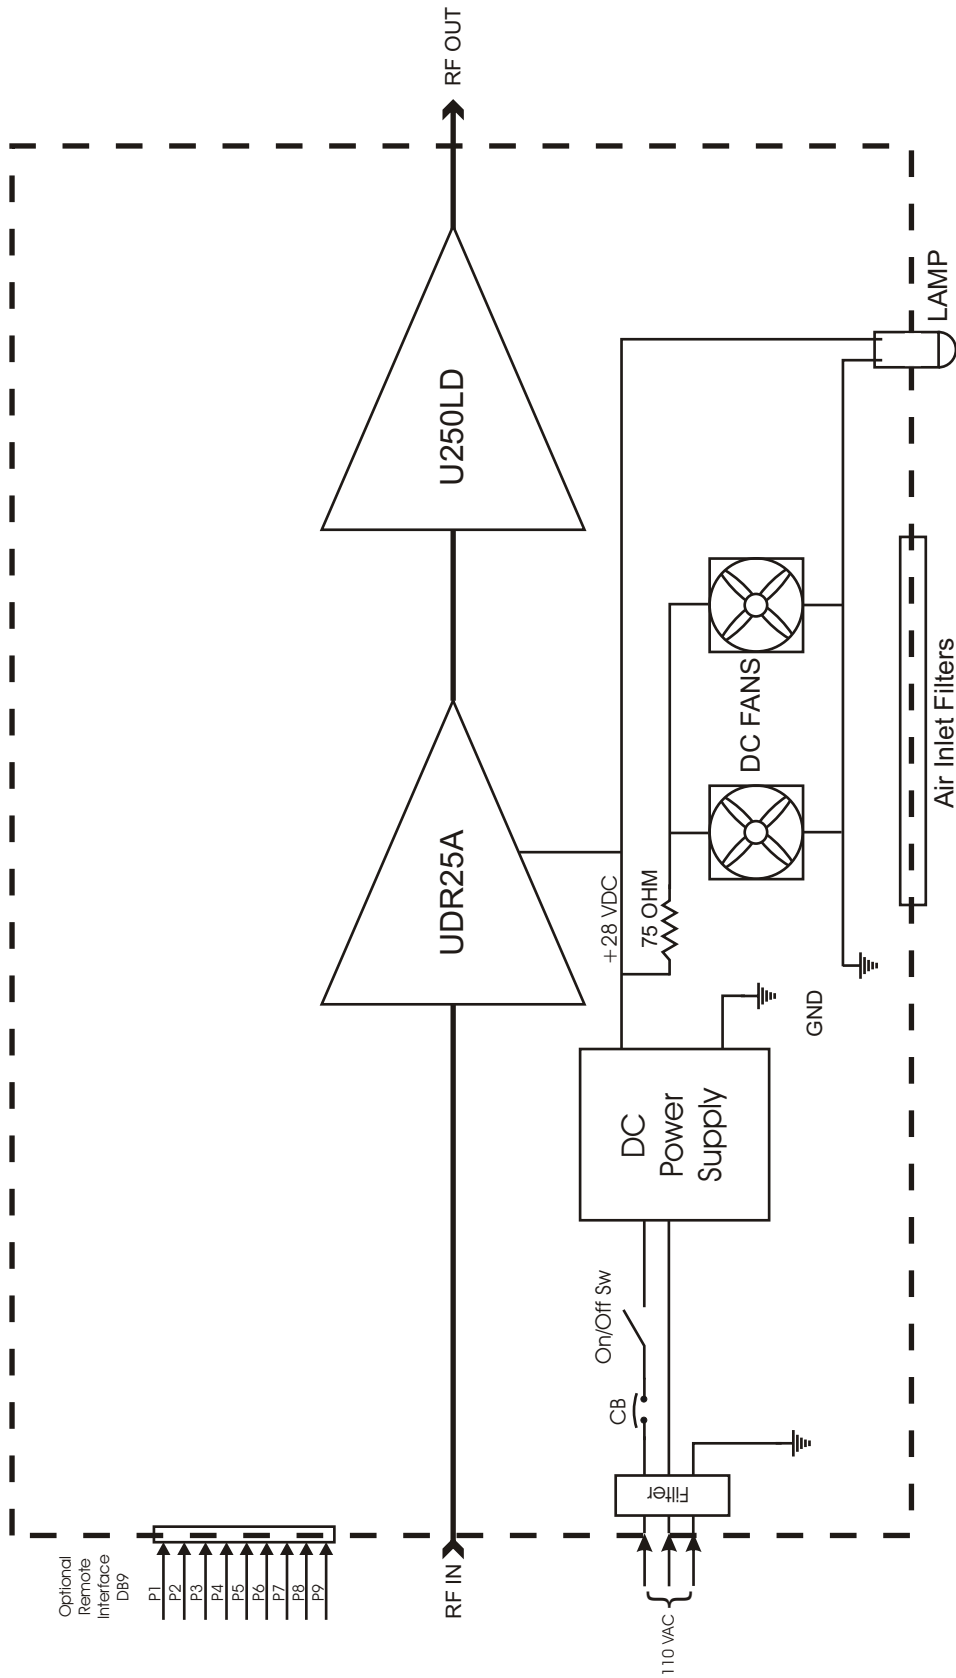 Optional
Remote
Interface
DB9
P1
P2
P3
P4
P5
P6
P7
P8
P9
RF IN
UDR25A
U250LD
RF OUT
110 VAC
Filter
CB
On/Off Sw
DC
Power
Supply
+28 VDC
75 OHM
GND
DC FANS
Air Inlet Filters
LAMP